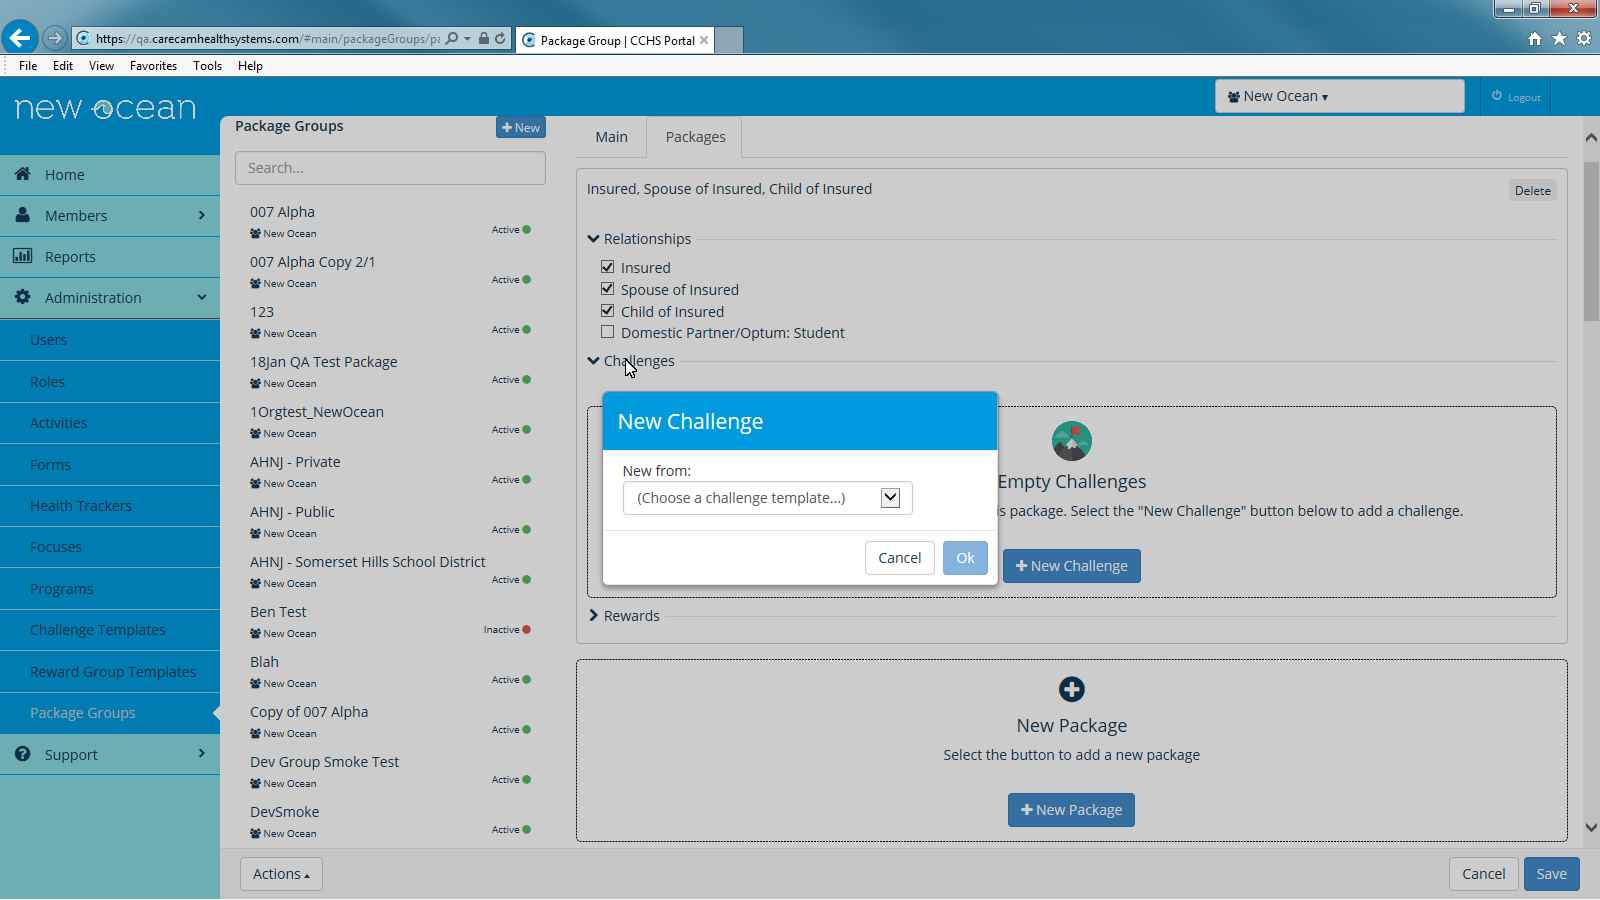 https://qa.carecamhealthsystems.com/#main/packageGroups/pa
Package Group | CCHS Portal
File Edit View Favorites Tools Help
new ocean
New Ocean
Logout
Home
Members
Reports
Administration
Users
Roles
Activities
Forms
Health Trackers
Focuses
Programs
Challenge Templates
Reward Group Templates
Package Groups
Support
Package Groups
+ New
Search...
007 Alpha
New Ocean Active
007 Alpha Copy 2/1
New Ocean Active
123
New Ocean Active
18Jan QA Test Package
New Ocean Active
1Orgtest_NewOcean
New Ocean Active
AHNJ - Private
New Ocean Active
AHNJ - Public
New Ocean Active
AHNJ - Somerset Hills School District
New Ocean Active
Ben Test
New Ocean Inactive
Blah
New Ocean Active
Copy of 007 Alpha
New Ocean Active
Dev Group Smoke Test
New Ocean Active
DevSmoke
New Ocean Active
Actions
Main Packages
Insured, Spouse of Insured, Child of Insured
Delete
Relationships
Insured
Spouse of Insured
Child of Insured
Domestic Partner/Optum: Student
Challenges
New Challenge
New from:
(Choose a challenge template...)
Cancel Ok
Empty Challenges
s package. Select the "New Challenge" button below to add a challenge.
+ New Challenge
Rewards
New Package
Select the button to add a new package
+ New Package
Cancel Save